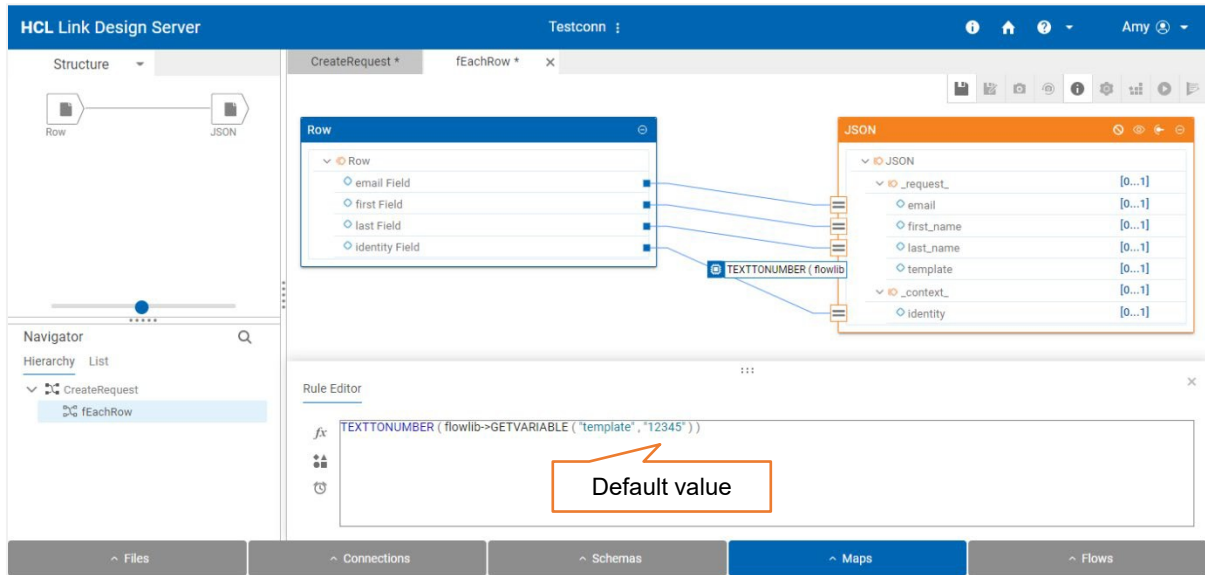 HCL Link Design Server
Testconn
Amy
Structure
CreateRequest *
fEachRow *
Row
JSON
Row
Row
email Field
first Field
last Field
identity Field
JSON
JSON
_request_ [0...1]
email [0...1]
first_name [0...1]
last_name [0...1]
TEXTTONUMBER ( flowlib
template [0...1]
_context_ [0...1]
identity [0...1]
Navigator
Hierarchy List
CreateRequest
fEachRow
Rule Editor
fx
TEXTTONUMBER ( flowlib->GETVARIABLE ( "template" , "12345" ) )
Default value
Files
Connections
Schemas
Maps
Flows